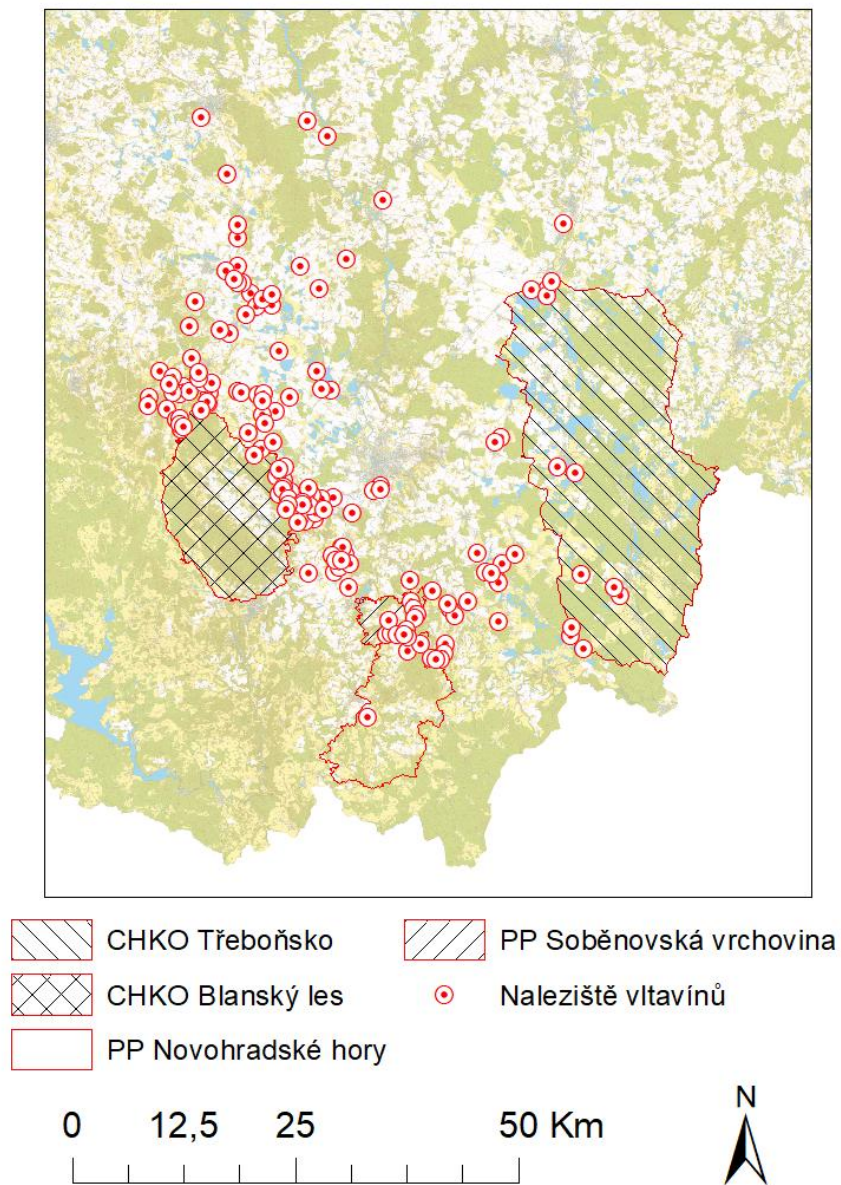 CHKO Třeboňsko
PP Soběnovská vrchovina
CHKO Blanský les
Naleziště vltavínů
PP Novohradské hory
0 12,5 25 50 Km
N